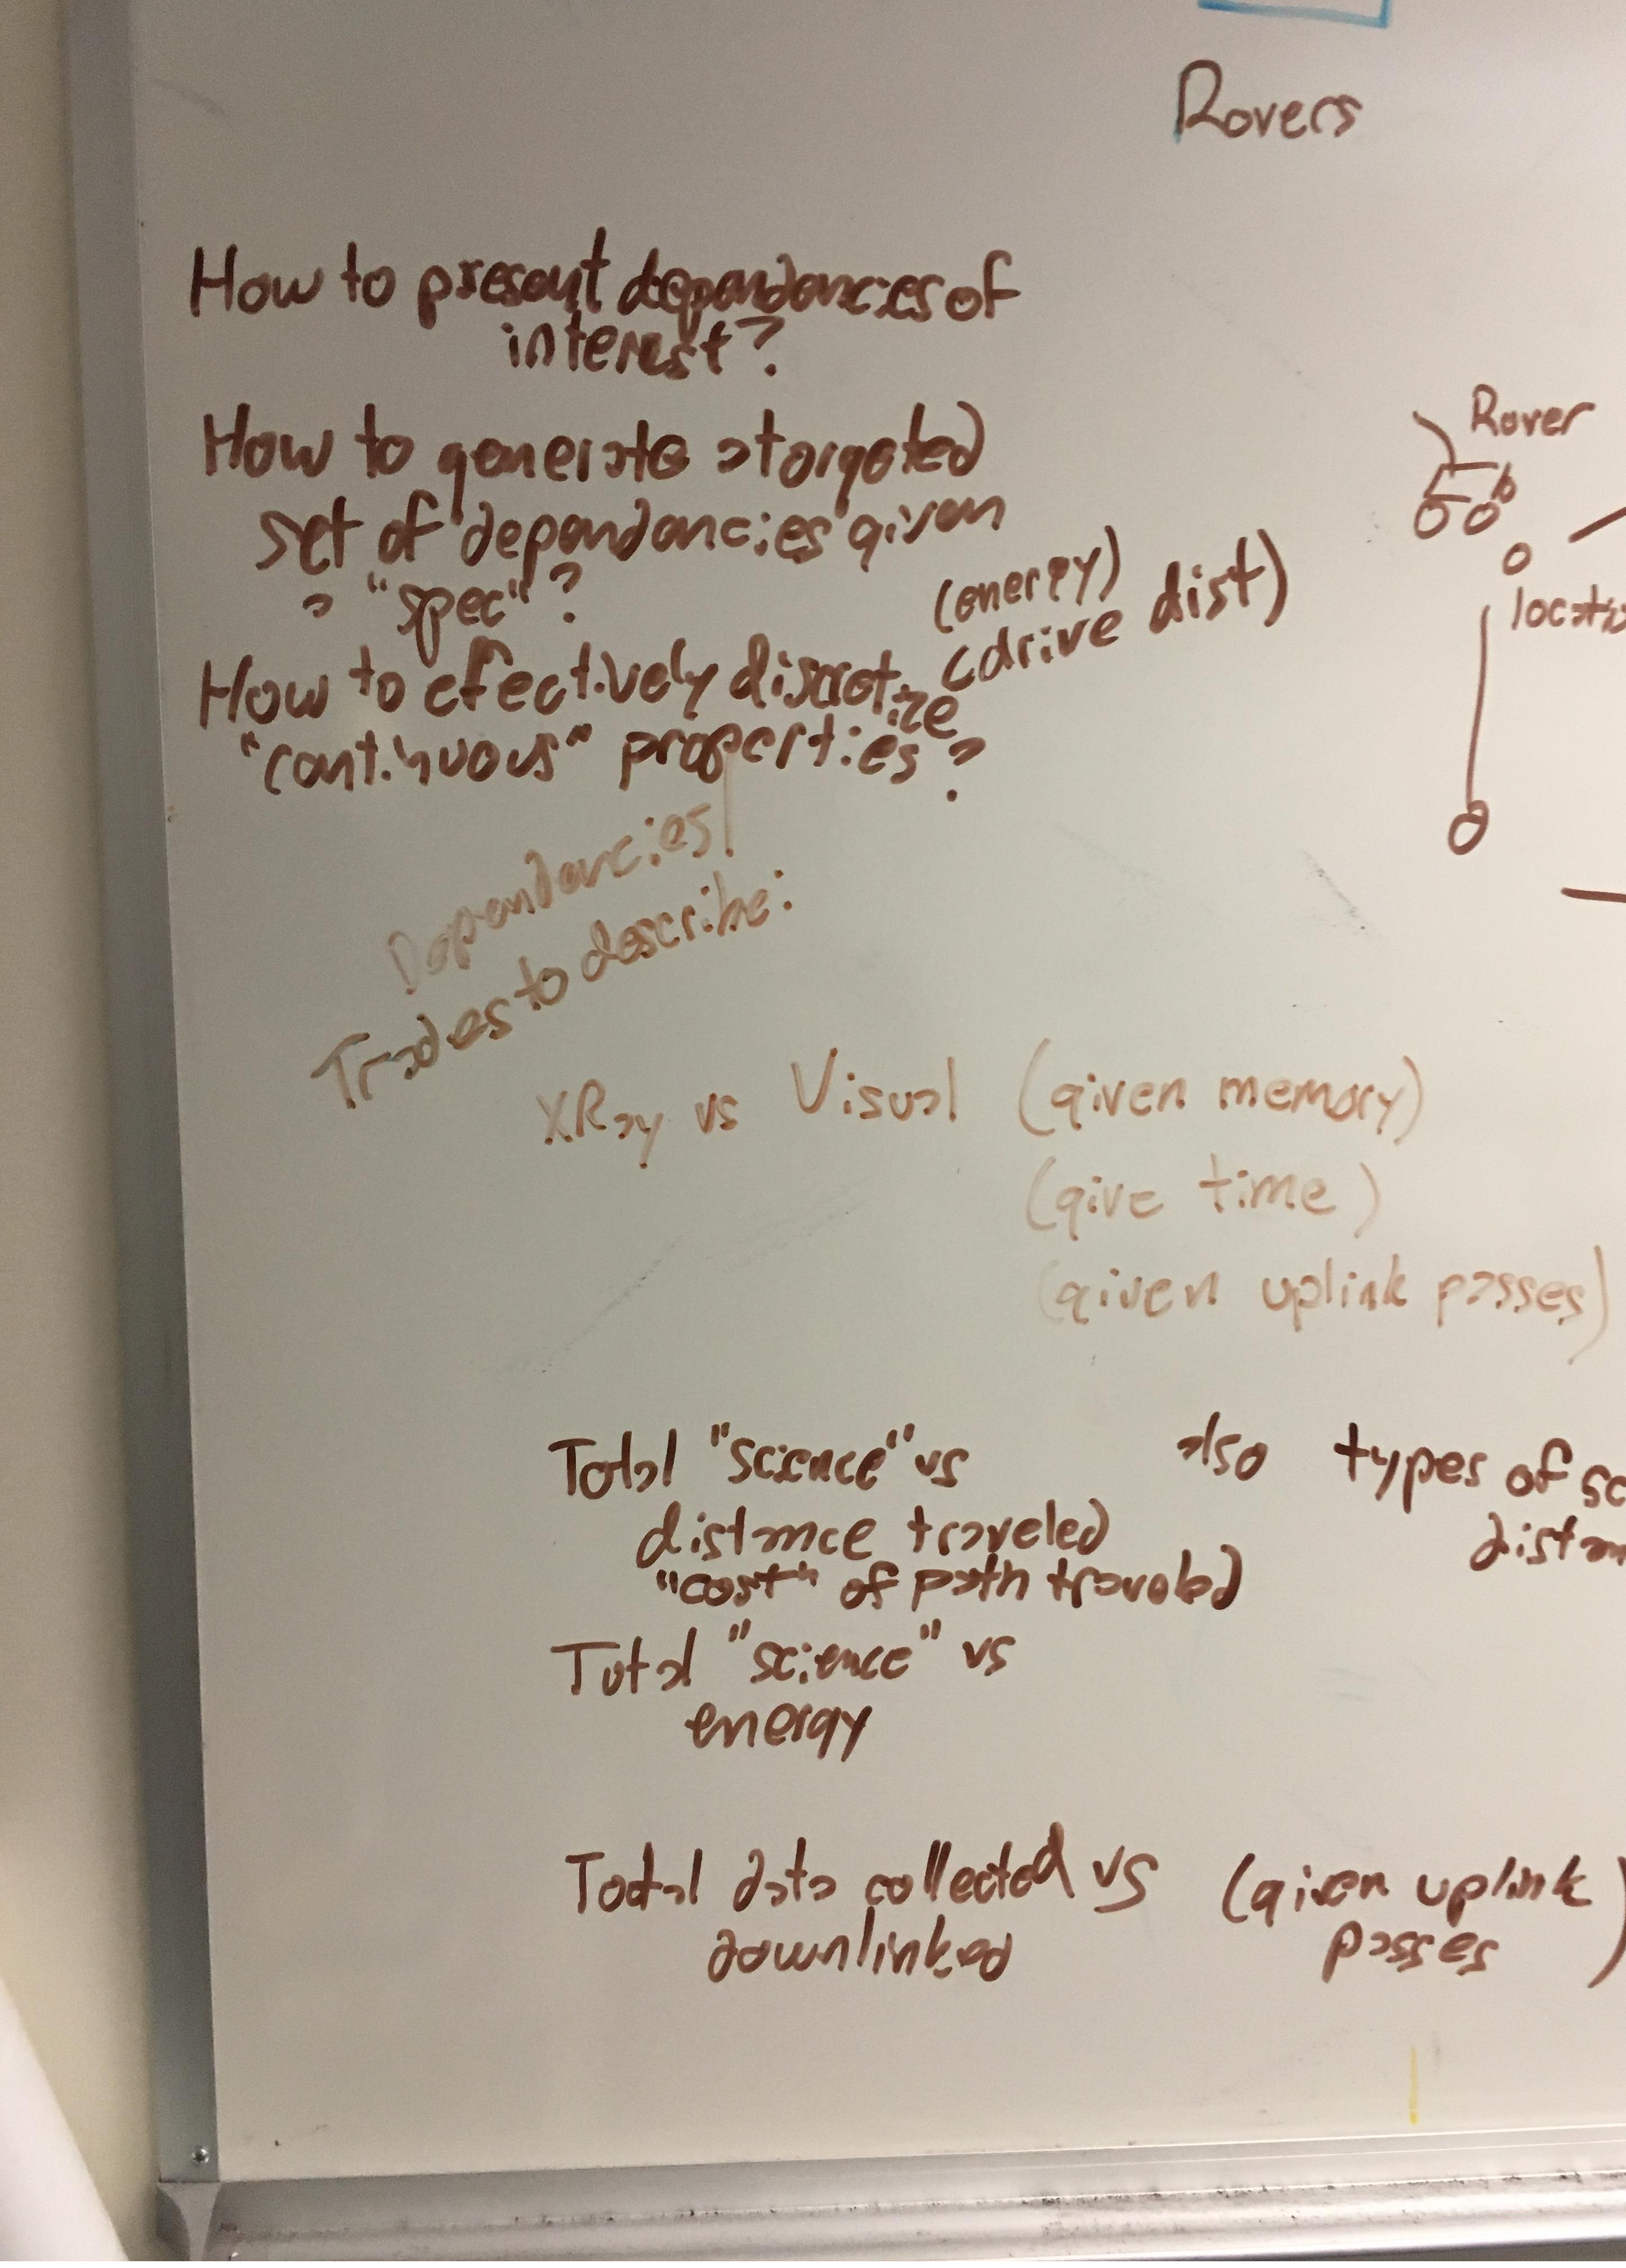 Rovers
How to present dependances of
interest?
How to generate a targeted
set of dependancies given
a "spec"?
(energy)
How to efectively discretize (drive dist)
"continuous" properties?
Rover
Dependancies/
Trades to describe:
XRay vs Visual (given memory)
(give time)
(given uplink passes)
Total "science" vs also types of sc
distance traveled distan
"cost" of path traveled
Total "science" vs
energy
Total data collected vs (given uplink
downlinked passes)